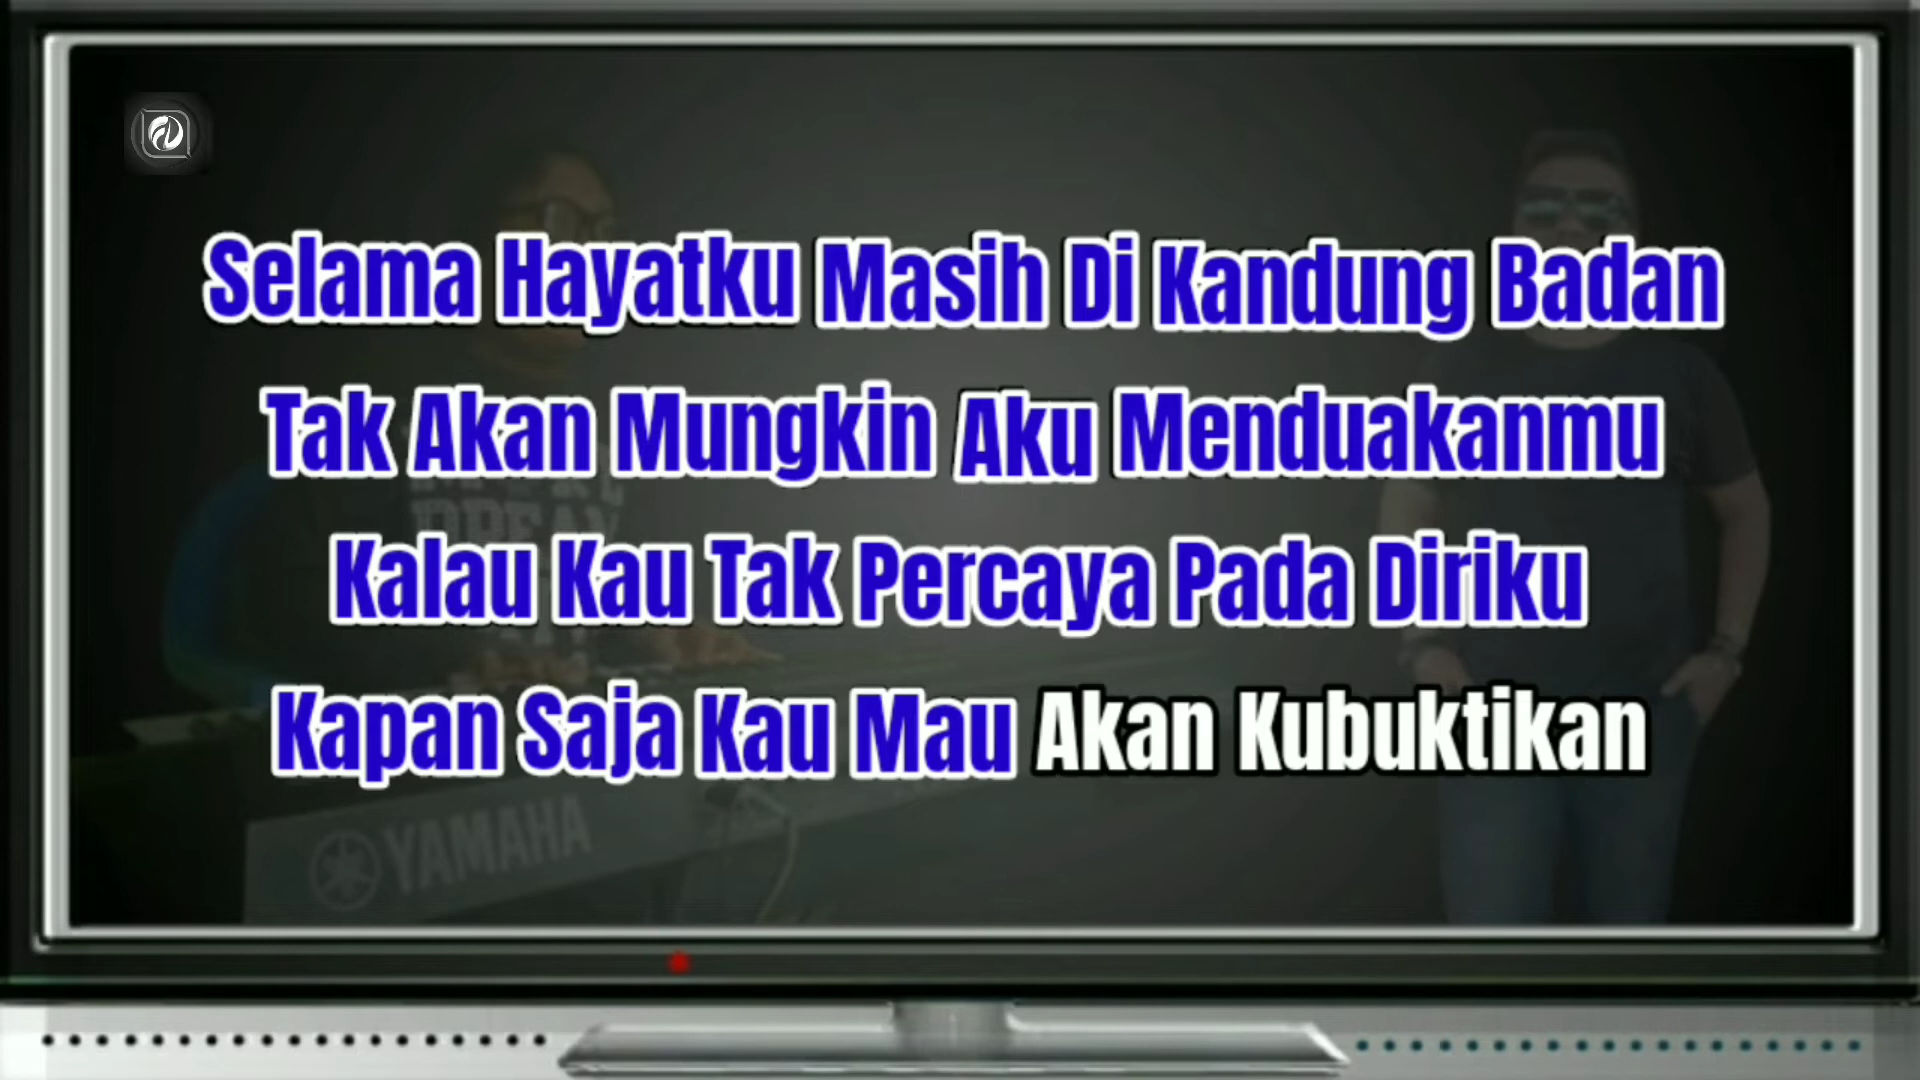 Selama Hayatku Masih Di Kandung Badan
Tak Akan Mungkin Aku Menduakanmu
Kalau Kau Tak Percaya Pada Diriku
Kapan Saja Kau Mau Akan Kubuktikan
YAMAHA